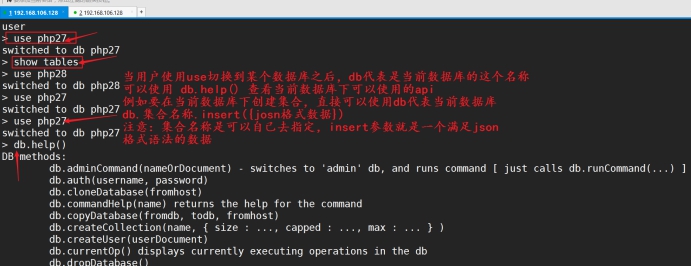 1 192.168.106.128
2 192.168.106.128
user
> use php27
switched to db php27
> show tables
> use php28
switched to db php28
> use php27
switched to db php27
> use php27
switched to db php27
> db.help()
当用户使用use切换到某个数据库之后，db代表是当前数据库的这个名称
可以使用 db.help() 查看当前数据库下可以使用的api
例如要在当前数据库下创建集合，直接可以使用db代表当前数据库
db.集合名称.insert({josn格式数据})
注意：集合名称是可以自己去指定，insert参数就是一个满足json
格式语法的数据
DB methods:
db.adminCommand(nameOrDocument) - switches to 'admin' db, and runs command [ just calls db.runCommand(...) ]
db.auth(username, password)
db.cloneDatabase(fromhost)
db.commandHelp(name) returns the help for the command
db.copyDatabase(fromdb, todb, fromhost)
db.createCollection(name, { size : ..., capped : ..., max : ... } )
db.createUser(userDocument)
db.currentOp() displays currently executing operations in the db
db.dropDatabase()